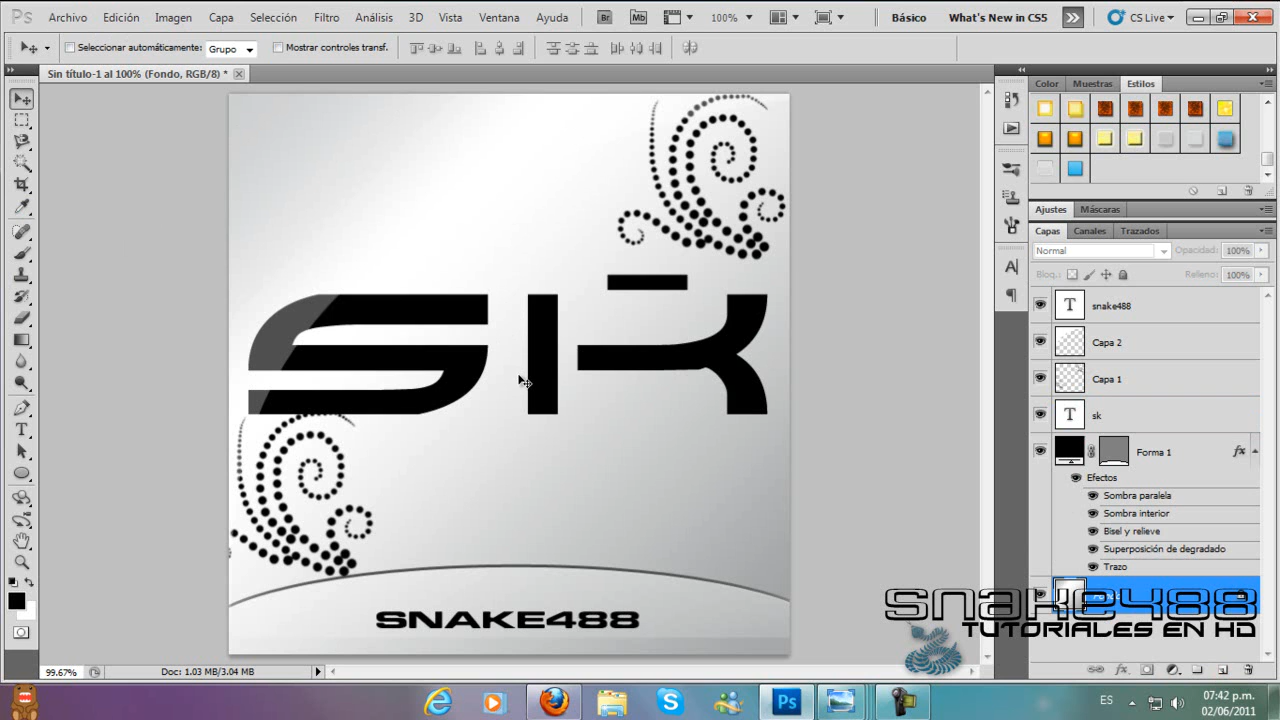 Ps Archivo Edición Imagen Capa Selección Filtro Análisis 3D Vista Ventana Ayuda Br Mb 100% Básico What's New in CS5 CS Live
Seleccionar automáticamente: Grupo Mostrar controles transf.
Sin título-1 al 100% (Fondo, RGB/8) *
Color Muestras Estilos
Ajustes Máscaras
Capas Canales Trazados
Normal Opacidad: 100%
Bloq.: Relleno: 100%
T snake488
Capa 2
Capa 1
T sk
Forma 1 fx
Efectos
Sombra paralela
Sombra interior
Bisel y relieve
Superposición de degradado
Trazo
SK
SNAKE488
snake488
TUTORIALES EN HD
99.67% Doc: 1.03 MB/3.04 MB
Ps ES 07:42 p.m.
02/06/2011